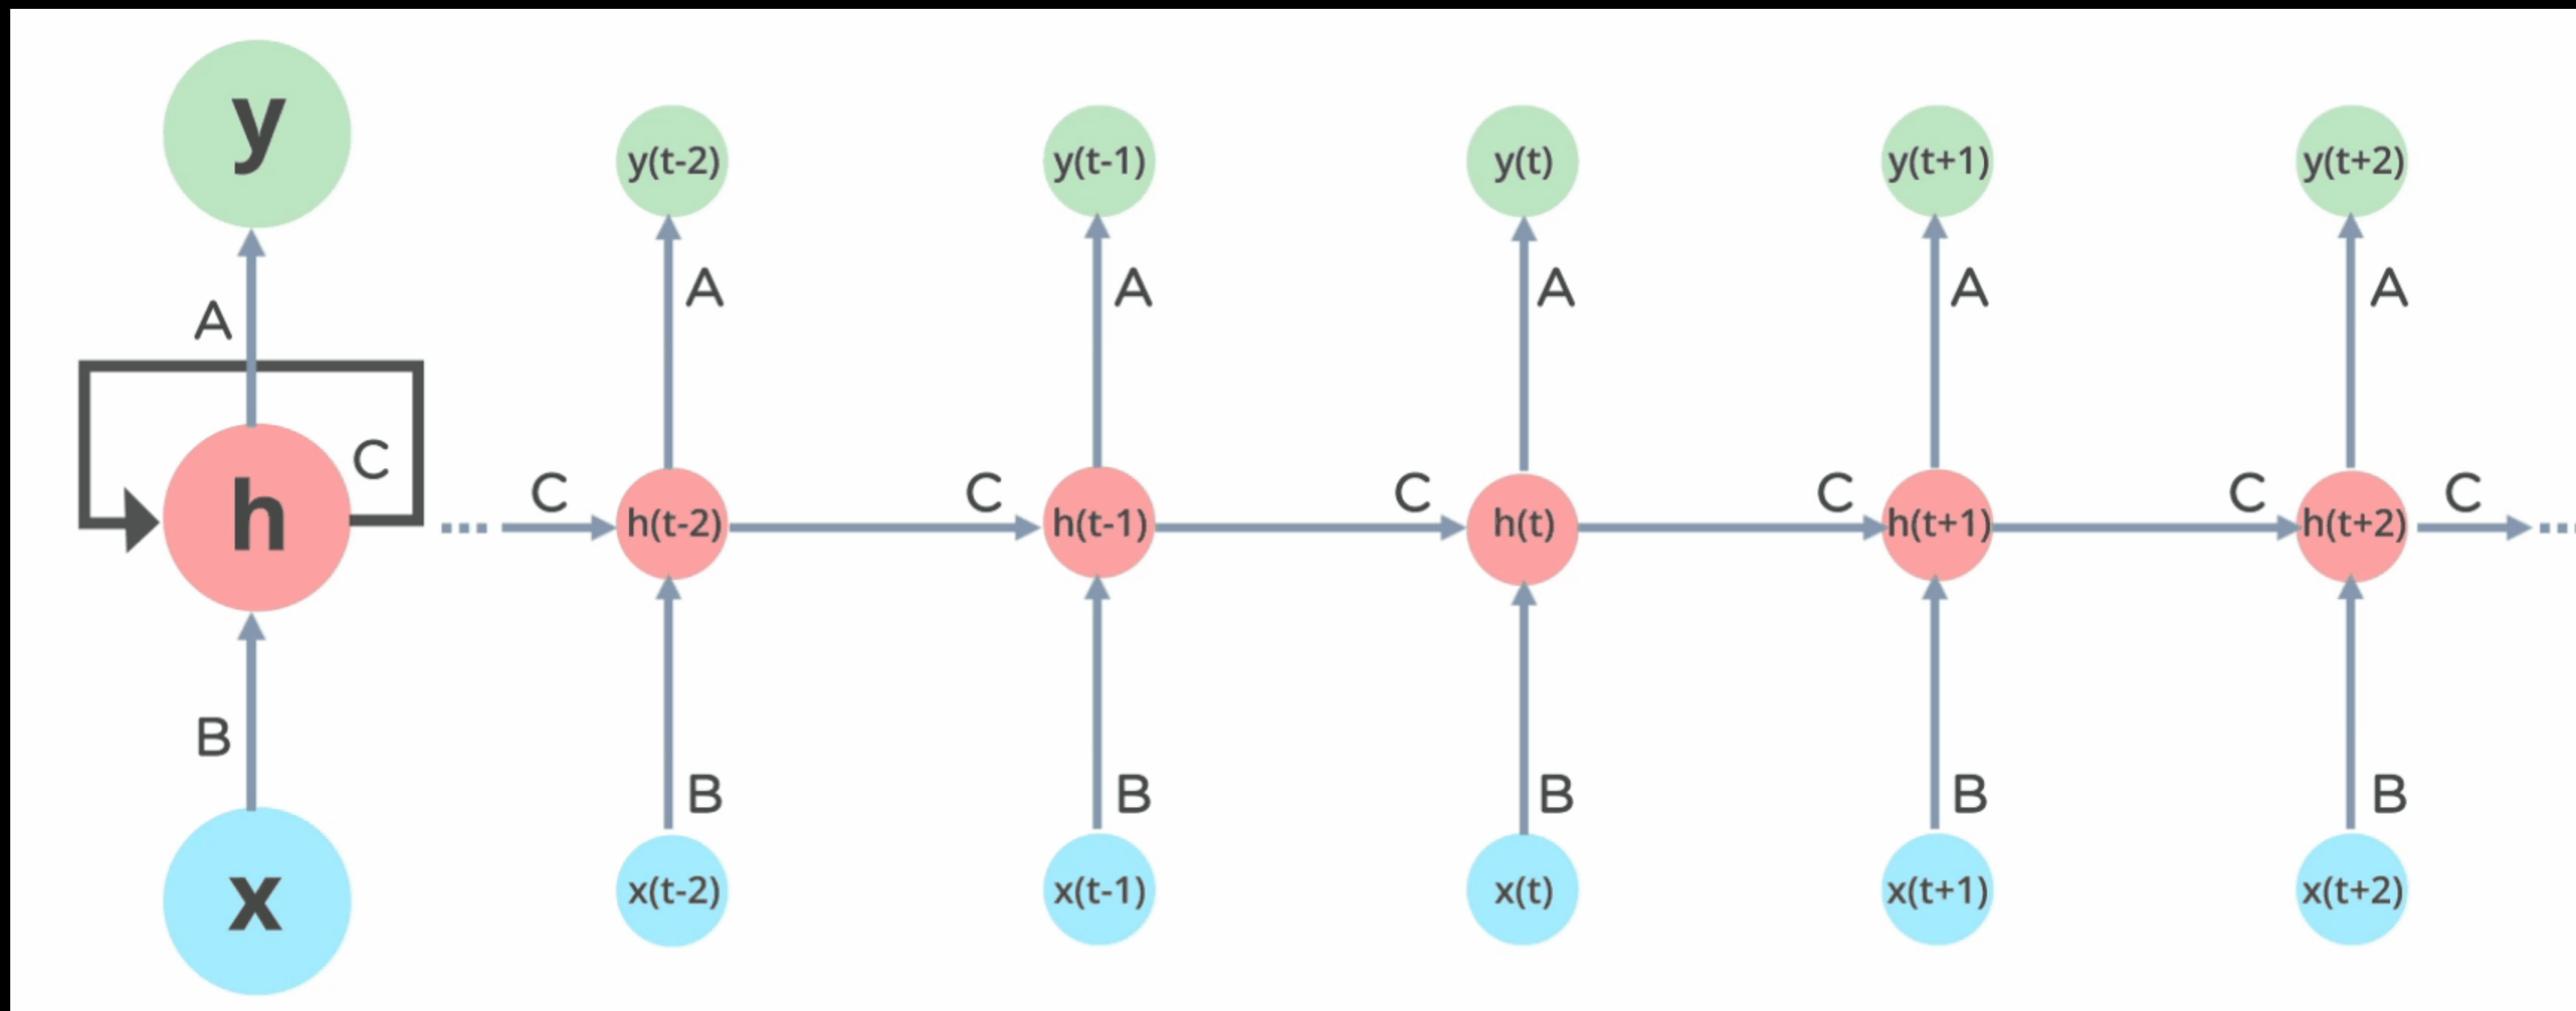 y
y(t-2) y(t-1) y(t) y(t+1) y(t+2)
A A A A A
A
C
C C C C C C
h
h(t-2) h(t-1) h(t) h(t+1) h(t+2)
B
B B B B B
x
x(t-2) x(t-1) x(t) x(t+1) x(t+2)